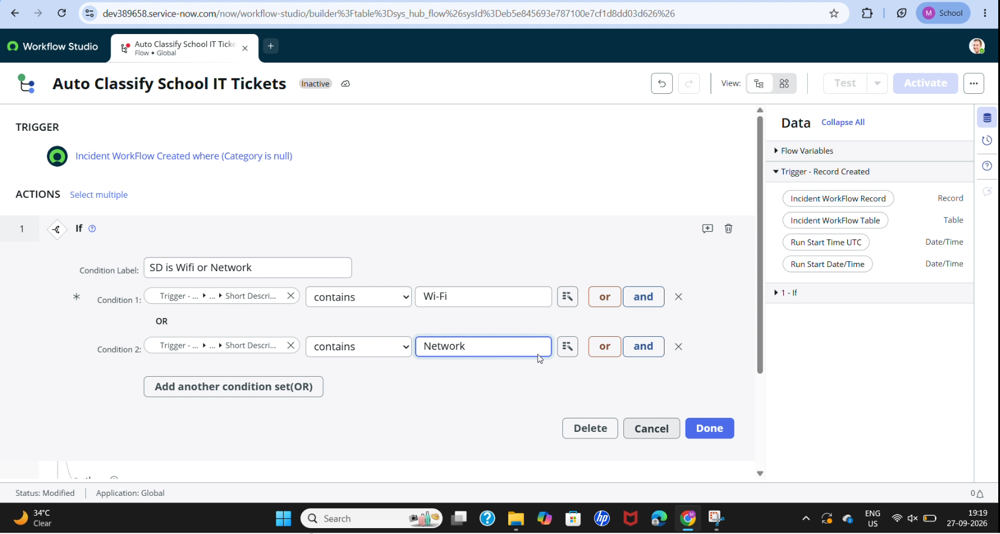 dev389658.service-now.com/now/workflow-studio/builder%3Ftable%3Dsys_hub_flow%26sysId%3Deb5e845693e787100e7cf1d8dd03d626%26
M School
Workflow Studio
Auto Classify School IT Ticke
Flow • Global
Auto Classify School IT Tickets
Inactive
View:
Test
Activate
TRIGGER
Incident WorkFlow Created where (Category is null)
ACTIONS Select multiple
1 If
Condition Label: SD is Wifi or Network
* Condition 1: Trigger - ... ▸ ... ▸ Short Descri... contains Wi-Fi or and
OR
Condition 2: Trigger - ... ▸ ... ▸ Short Descri... contains Network or and
Add another condition set(OR)
Delete Cancel Done
Data Collapse All
Flow Variables
Trigger - Record Created
Incident WorkFlow Record Record
Incident WorkFlow Table Table
Run Start Time UTC Date/Time
Run Start Date/Time Date/Time
1 - If
Status: Modified Application: Global
0
34°C
Clear
Search
hp
ENG
US
19:19
27-09-2026